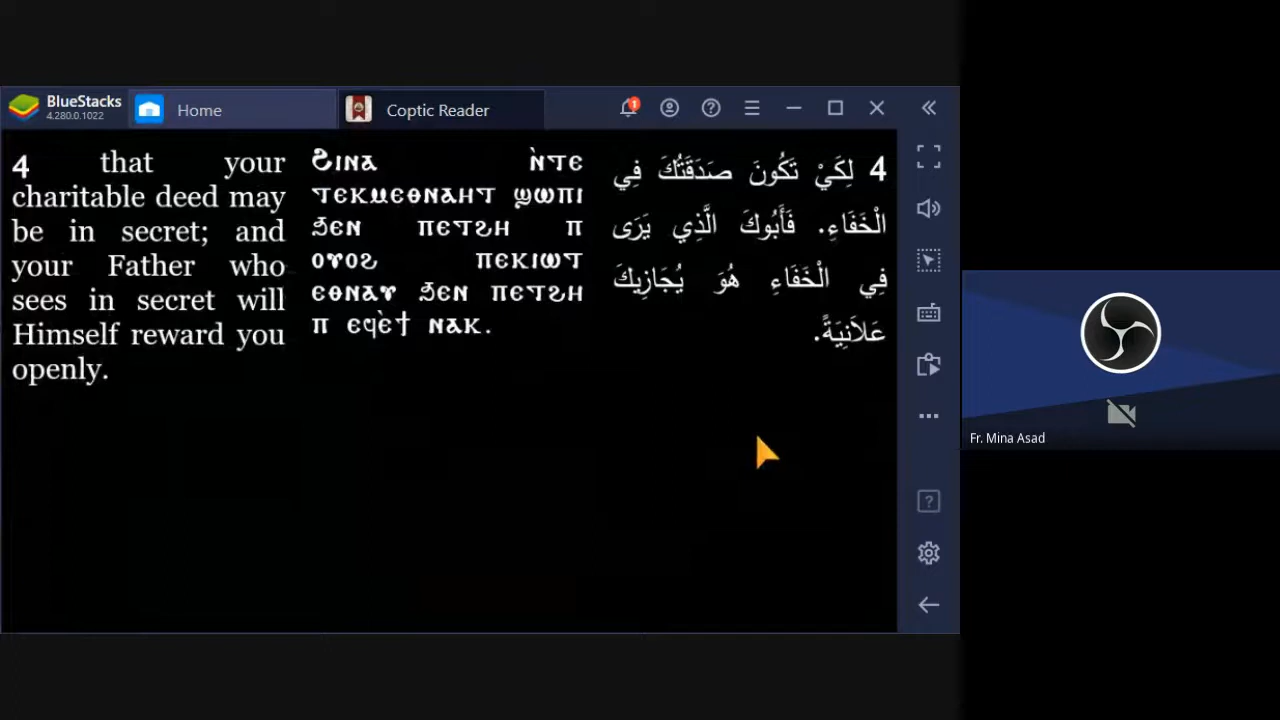 BlueStacks
4.280.0.1022
Home
Coptic Reader
1
4 that your
charitable deed may
be in secret; and
your Father who
sees in secret will
Himself reward you
openly.
Ϩⲓⲛⲁ ⲛ̀ⲧⲉ
ⲧⲉⲕⲙⲉⲑⲛⲁⲏⲧ ϣⲱⲡⲓ
ϧⲉⲛ ⲡⲉⲧϩⲏ ⲡ
ⲟⲩⲟϩ ⲡⲉⲕⲓⲱⲧ
ⲉⲑⲛⲁⲩ ϧⲉⲛ ⲡⲉⲧϩⲏ
ⲡ ⲉϥⲉ̀ϯ ⲛⲁⲕ.
4 لِكَيْ تَكُونَ صَدَقَتُكَ فِي
الْخَفَاءِ. فَأَبُوكَ الَّذِي يَرَى
فِي الْخَفَاءِ هُوَ يُجَازِيكَ
عَلاَنِيَةً.
Fr. Mina Asad